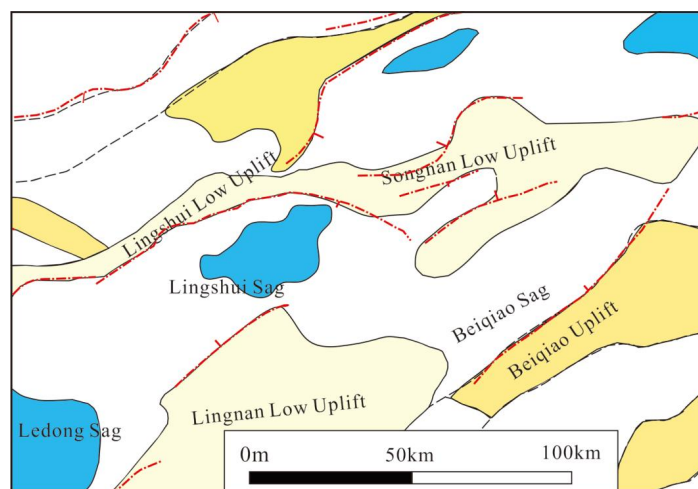 Songnan Low Uplift
Lingshui Low Uplift
Lingshui Sag
Beiqiao Sag
Beiqiao Uplift
Lingnan Low Uplift
Ledong Sag
0m 50km 100km